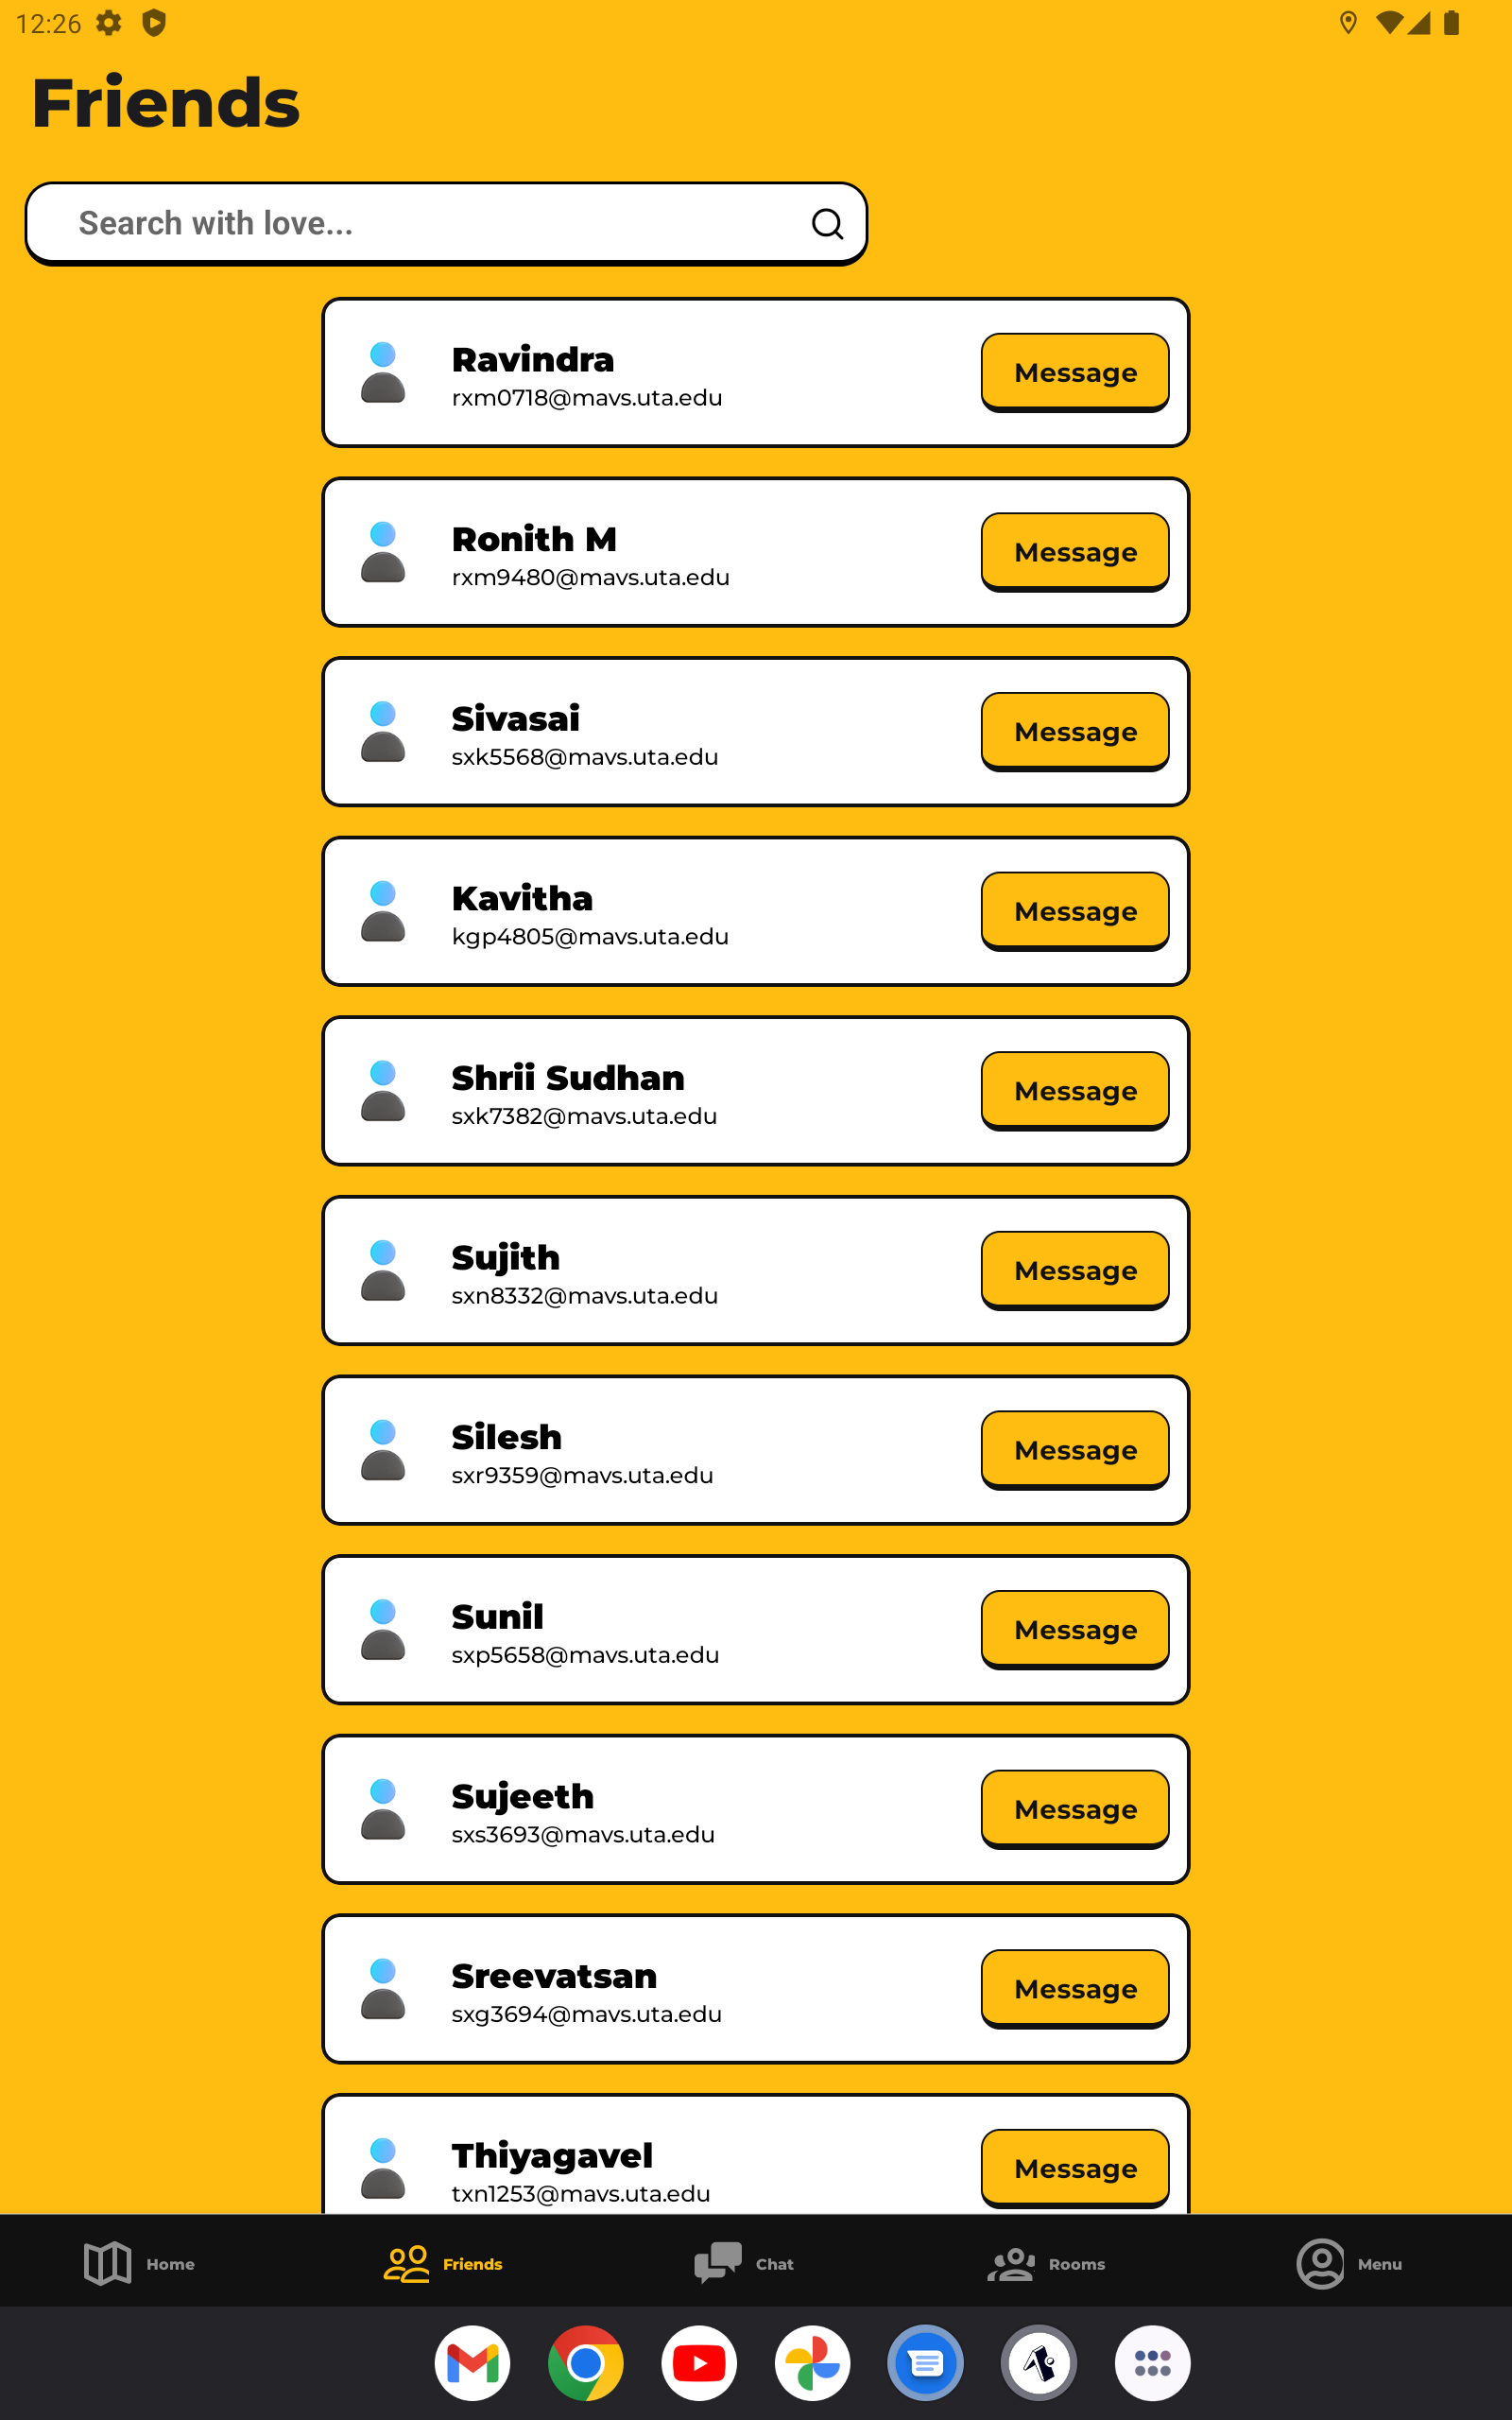 12:26
Friends
Search with love...
Ravindra
rxm0718@mavs.uta.edu
Message
Ronith M
rxm9480@mavs.uta.edu
Message
Sivasai
sxk5568@mavs.uta.edu
Message
Kavitha
kgp4805@mavs.uta.edu
Message
Shrii Sudhan
sxk7382@mavs.uta.edu
Message
Sujith
sxn8332@mavs.uta.edu
Message
Silesh
sxr9359@mavs.uta.edu
Message
Sunil
sxp5658@mavs.uta.edu
Message
Sujeeth
sxs3693@mavs.uta.edu
Message
Sreevatsan
sxg3694@mavs.uta.edu
Message
Thiyagavel
txn1253@mavs.uta.edu
Message
Home
Friends
Chat
Rooms
Menu